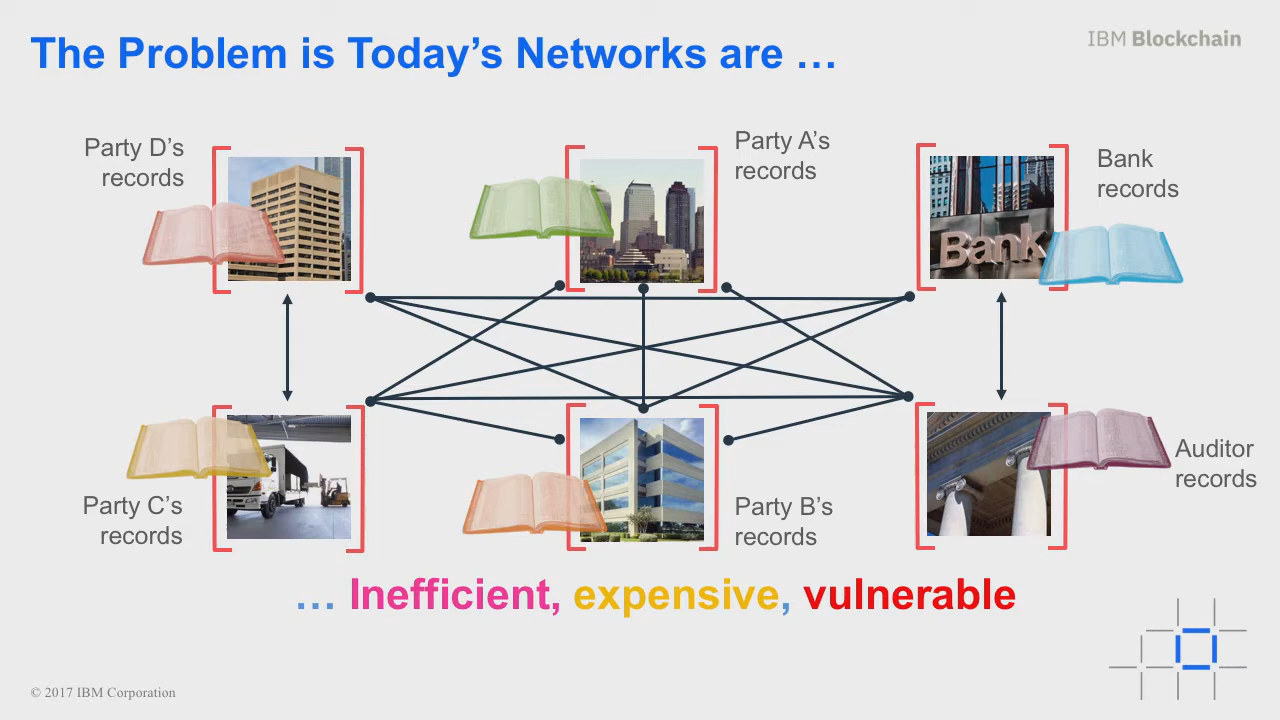 The Problem is Today’s Networks are …
IBM Blockchain
Party D’s
records
Party A’s
records
Bank
records
Bank
Party C’s
records
Party B’s
records
Auditor
records
… Inefficient, expensive, vulnerable
© 2017 IBM Corporation